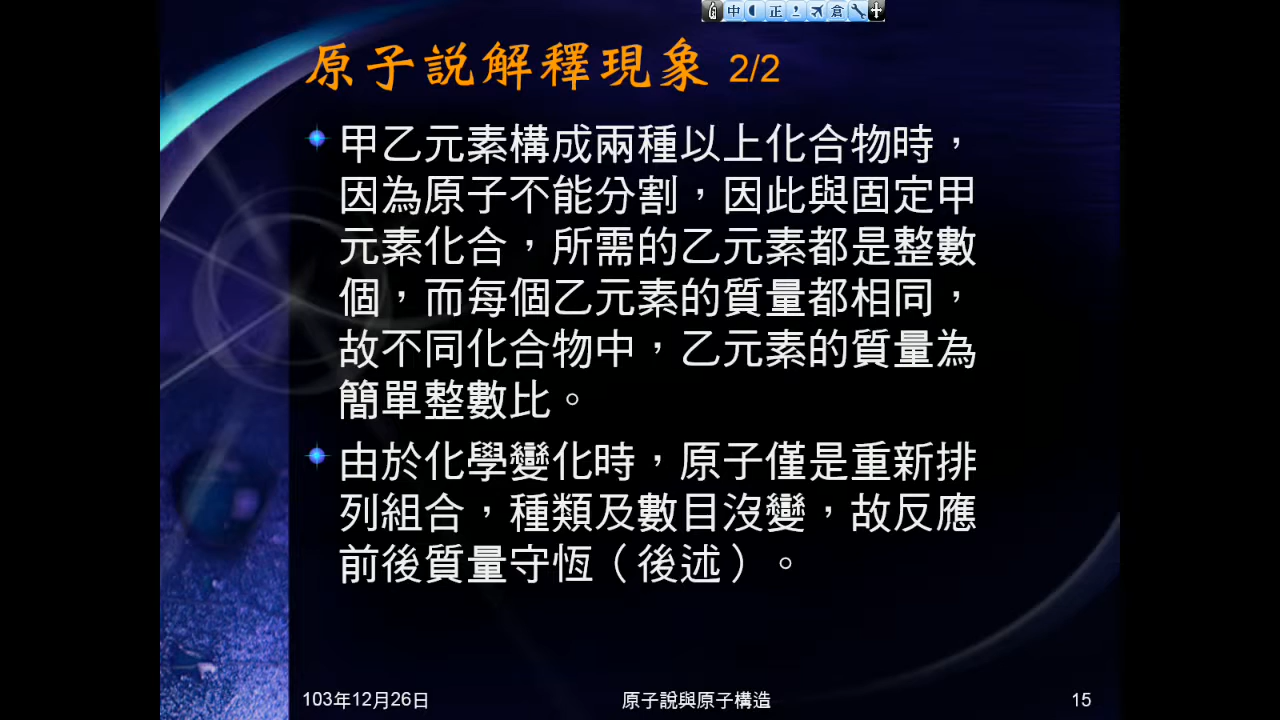 中正倉
原子說解釋現象 2/2
甲乙元素構成兩種以上化合物時，
因為原子不能分割，因此與固定甲
元素化合，所需的乙元素都是整數
個，而每個乙元素的質量都相同，
故不同化合物中，乙元素的質量為
簡單整數比。
由於化學變化時，原子僅是重新排
列組合，種類及數目沒變，故反應
前後質量守恆（後述）。
103年12月26日 原子說與原子構造 15